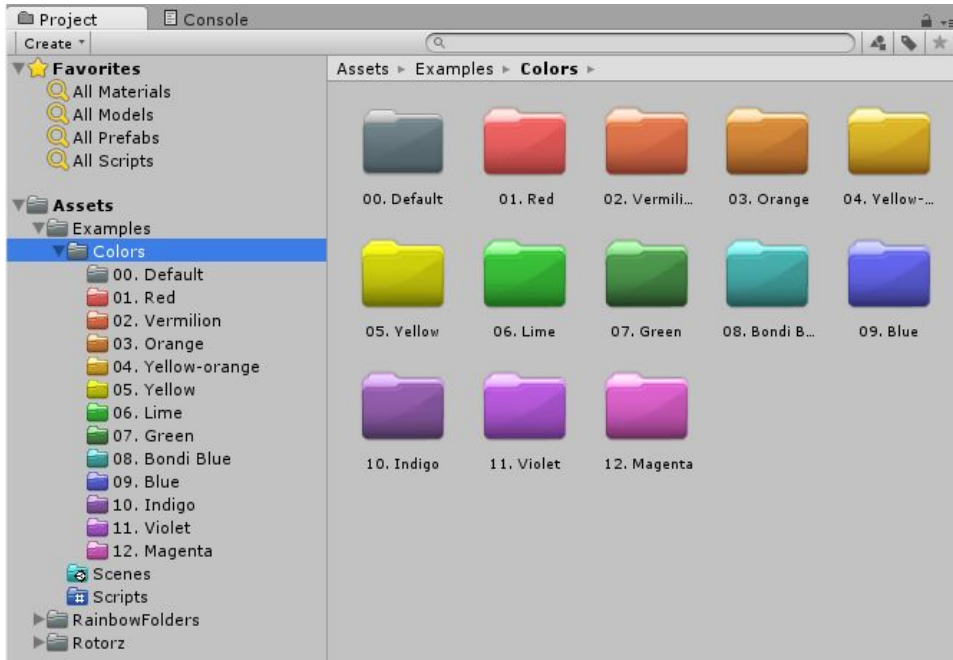 Project
Console
Create
Favorites
All Materials
All Models
All Prefabs
All Scripts
Assets
Examples
Colors
00. Default
01. Red
02. Vermilion
03. Orange
04. Yellow-orange
05. Yellow
06. Lime
07. Green
08. Bondi Blue
09. Blue
10. Indigo
11. Violet
12. Magenta
Scenes
Scripts
RainbowFolders
Rotorz
Assets Examples Colors
00. Default 01. Red 02. Vermili... 03. Orange 04. Yellow-...
05. Yellow 06. Lime 07. Green 08. Bondi B... 09. Blue
10. Indigo 11. Violet 12. Magenta